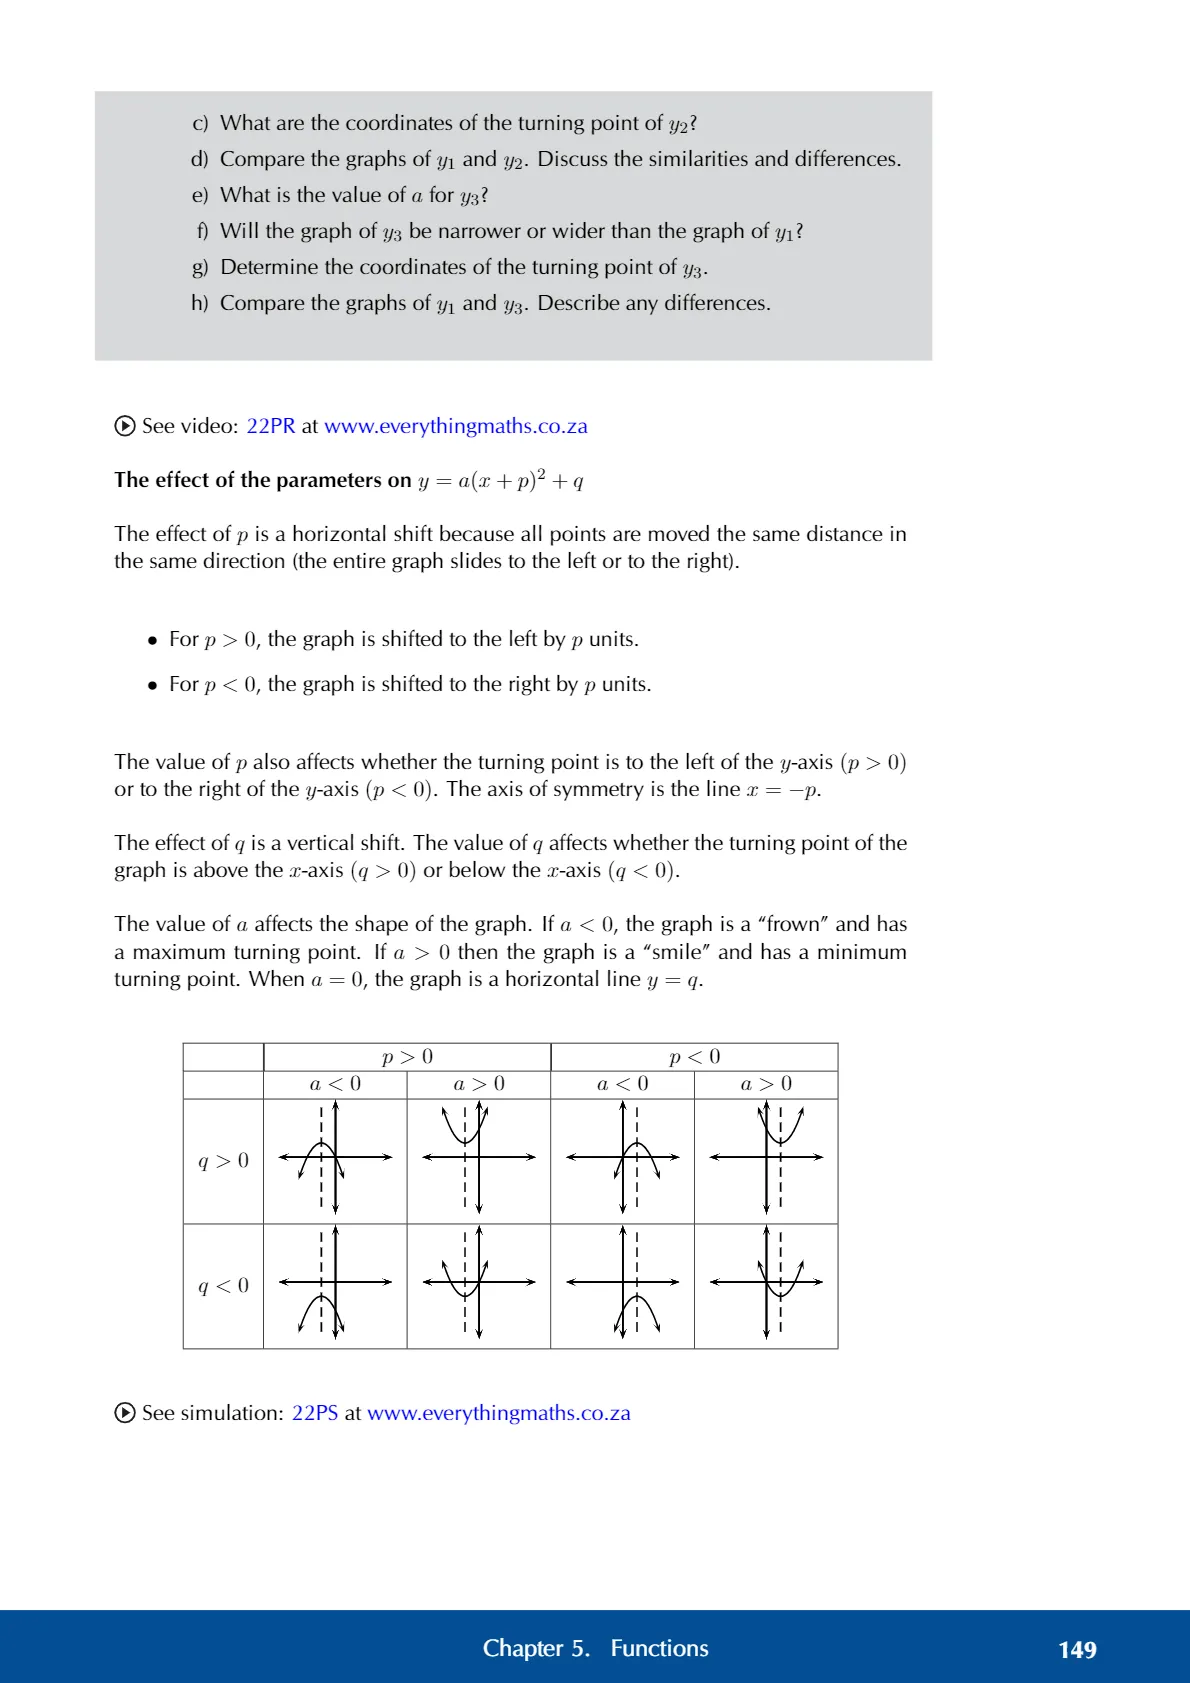 c) What are the coordinates of the turning point of y₂?
d) Compare the graphs of y₁ and y₂. Discuss the similarities and differences.
e) What is the value of a for y₃?
f) Will the graph of y₃ be narrower or wider than the graph of y₁?
g) Determine the coordinates of the turning point of y₃.
h) Compare the graphs of y₁ and y₃. Describe any differences.
See video: 22PR at www.everythingmaths.co.za
The effect of the parameters on y = a(x + p)² + q
The effect of p is a horizontal shift because all points are moved the same distance in
the same direction (the entire graph slides to the left or to the right).
• For p > 0, the graph is shifted to the left by p units.
• For p < 0, the graph is shifted to the right by p units.
The value of p also affects whether the turning point is to the left of the y-axis (p > 0)
or to the right of the y-axis (p < 0). The axis of symmetry is the line x = −p.
The effect of q is a vertical shift. The value of q affects whether the turning point of the
graph is above the x-axis (q > 0) or below the x-axis (q < 0).
The value of a affects the shape of the graph. If a < 0, the graph is a “frown” and has
a maximum turning point. If a > 0 then the graph is a “smile” and has a minimum
turning point. When a = 0, the graph is a horizontal line y = q.
p > 0 p < 0
a < 0 a > 0 a < 0 a > 0
q > 0
q < 0
See simulation: 22PS at www.everythingmaths.co.za
Chapter 5. Functions 149